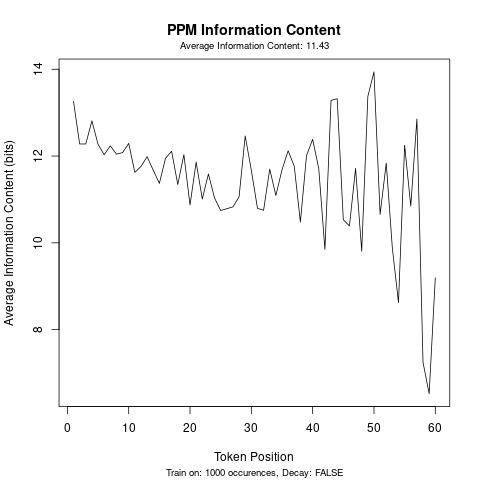 PPM Information Content
Average Information Content: 11.43
Average Information Content (bits)
14
12
10
8
0 10 20 30 40 50 60
Token Position
Train on: 1000 occurences, Decay: FALSE